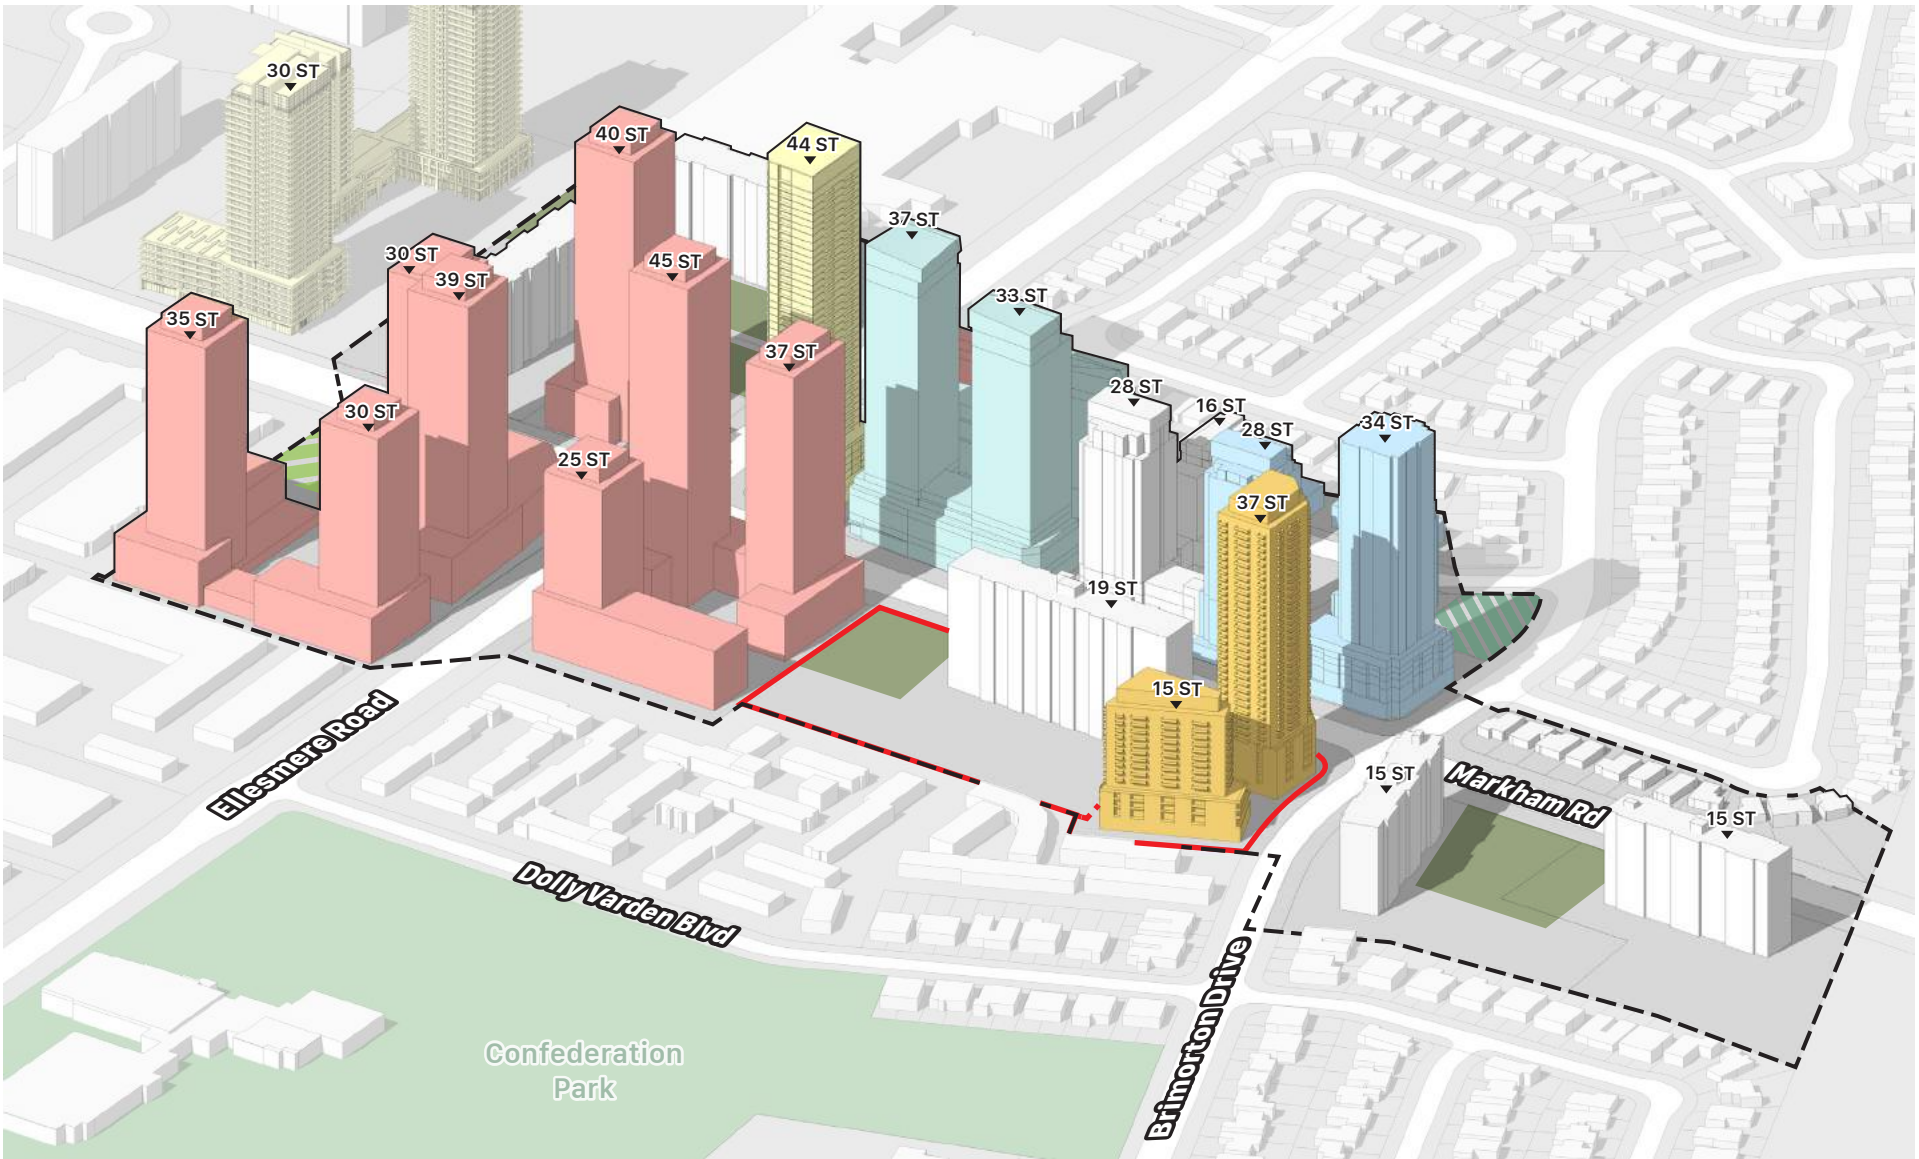 30 ST
40 ST
44 ST
37 ST
30 ST
39 ST
45 ST
33 ST
35 ST
37 ST
28 ST
16 ST
30 ST
28 ST
34 ST
25 ST
37 ST
19 ST
15 ST
15 ST
15 ST
Ellesmere Road
Markham Rd
Dolly Varden Blvd
Brimorton Drive
Confederation
Park